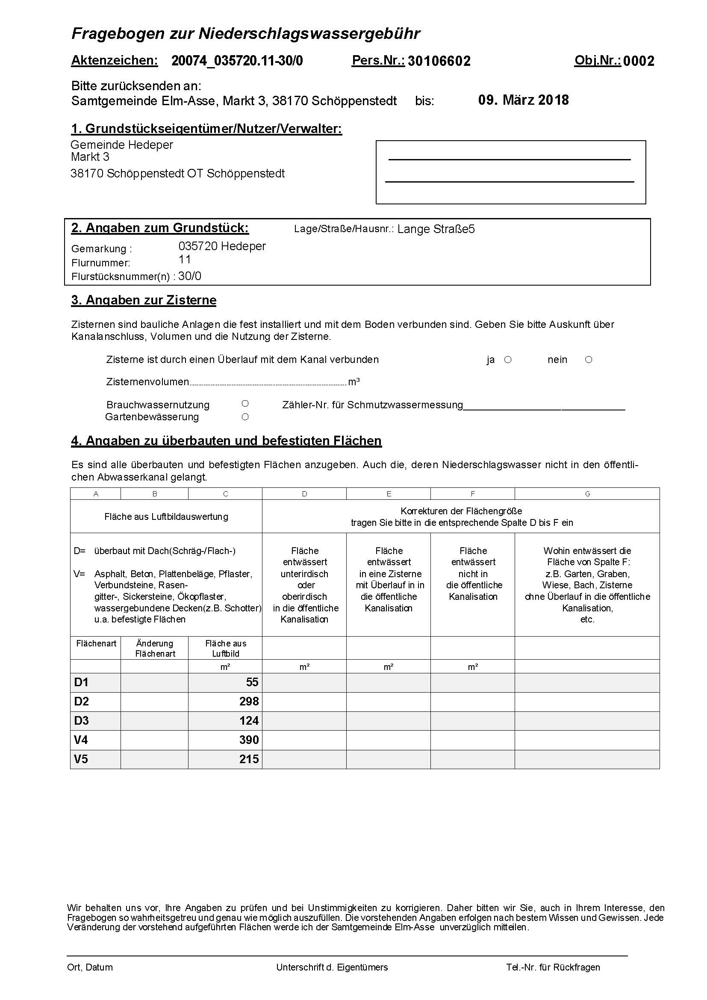 Fragebogen zur Niederschlagswassergebühr
Aktenzeichen: 20074_035720.11-30/0 Pers.Nr.: 30106602 Obj.Nr.: 0002
Bitte zurücksenden an:
Samtgemeinde Elm-Asse, Markt 3, 38170 Schöppenstedt bis: 09. März 2018
1. Grundstückseigentümer/Nutzer/Verwalter:
Gemeinde Hedeper
Markt 3
38170 Schöppenstedt OT Schöppenstedt
2. Angaben zum Grundstück: Lage/Straße/Hausnr.: Lange Straße5
Gemarkung : 035720 Hedeper
Flurnummer: 11
Flurstücksnummer(n) : 30/0
3. Angaben zur Zisterne
Zisternen sind bauliche Anlagen die fest installiert und mit dem Boden verbunden sind. Geben Sie bitte Auskunft über
Kanalanschluss, Volumen und die Nutzung der Zisterne.
Zisterne ist durch einen Überlauf mit dem Kanal verbunden ja ○ nein ○
Zisternenvolumen m³
Brauchwassernutzung ○ Zähler-Nr. für Schmutzwassermessung
Gartenbewässerung ○
4. Angaben zu überbauten und befestigten Flächen
Es sind alle überbauten und befestigten Flächen anzugeben. Auch die, deren Niederschlagswasser nicht in den öffentli-
chen Abwasserkanal gelangt.
A B C D E F G
Fläche aus Luftbildauswertung
Korrekturen der Flächengröße
tragen Sie bitte in die entsprechende Spalte D bis F ein
D= überbaut mit Dach(Schräg-/Flach-)
V= Asphalt, Beton, Plattenbeläge, Pflaster,
Verbundsteine, Rasen-
gitter-, Sickersteine, Ökopflaster,
wassergebundene Decken(z.B. Schotter)
u.a. befestigte Flächen
Fläche
entwässert
unterirdisch
oder
oberirdisch
in die öffentliche
Kanalisation
Fläche
entwässert
in eine Zisterne
mit Überlauf in in
die öffentliche
Kanalisation
Fläche
entwässert
nicht in
die öffentliche
Kanalisation
Wohin entwässert die
Fläche von Spalte F:
z.B. Garten, Graben,
Wiese, Bach, Zisterne
ohne Überlauf in die öffentliche
Kanalisation,
etc.
Flächenart Änderung Fläche aus
Flächenart Luftbild
m² m² m² m²
D1 55
D2 298
D3 124
V4 390
V5 215
Wir behalten uns vor, Ihre Angaben zu prüfen und bei Unstimmigkeiten zu korrigieren. Daher bitten wir Sie, auch in Ihrem Interesse, den
Fragebogen so wahrheitsgetreu und genau wie möglich auszufüllen. Die vorstehenden Angaben erfolgen nach bestem Wissen und Gewissen. Jede
Veränderung der vorstehend aufgeführten Flächen werde ich der Samtgemeinde Elm-Asse unverzüglich mitteilen.
Ort, Datum Unterschrift d. Eigentümers Tel.-Nr. für Rückfragen